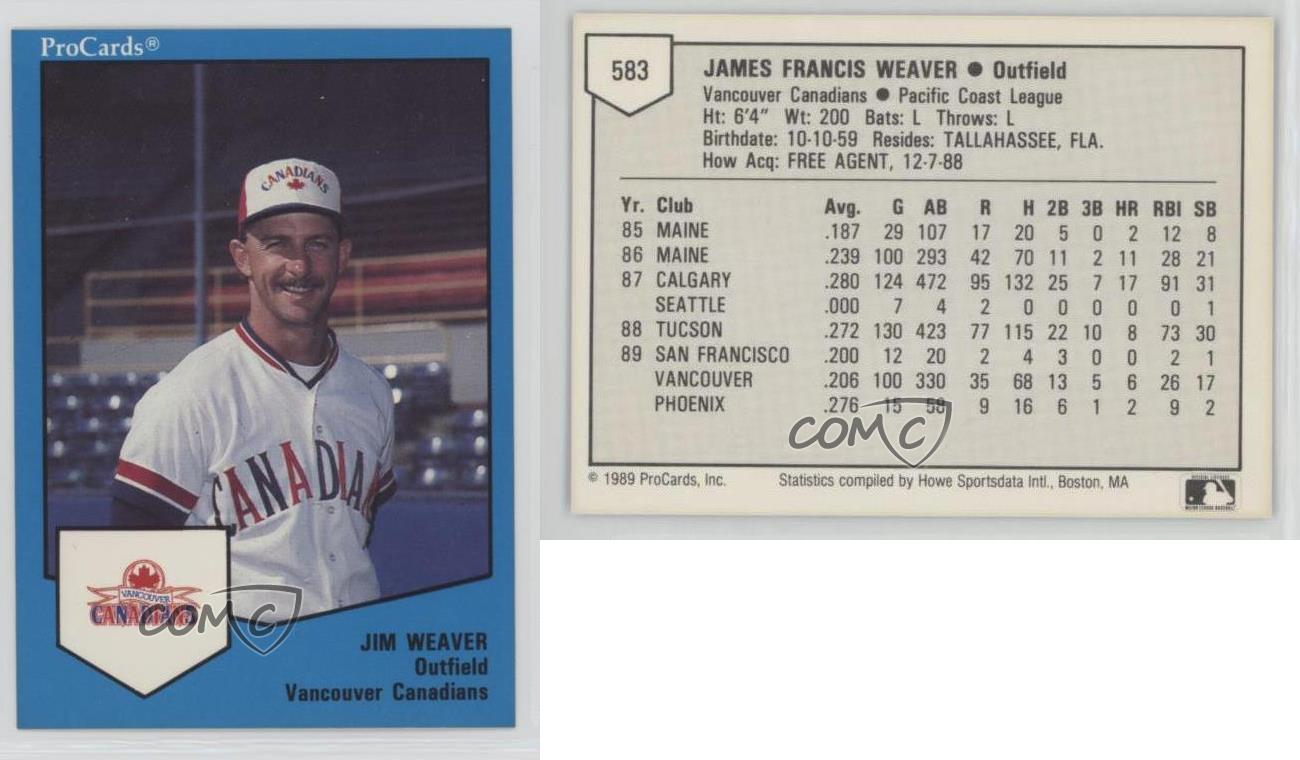 ProCards®
CANADIANS
CANADIAN
VANCOUVER
CANADIANS
COMC
JIM WEAVER
Outfield
Vancouver Canadians
583
JAMES FRANCIS WEAVER ● Outfield
Vancouver Canadians ● Pacific Coast League
Ht: 6'4" Wt: 200 Bats: L Throws: L
Birthdate: 10-10-59 Resides: TALLAHASSEE, FLA.
How Acq: FREE AGENT, 12-7-88
Yr. Club Avg. G AB R H 2B 3B HR RBI SB
85 MAINE .187 29 107 17 20 5 0 2 12 8
86 MAINE .239 100 293 42 70 11 2 11 28 21
87 CALGARY .280 124 472 95 132 25 7 17 91 31
SEATTLE .000 7 4 2 0 0 0 0 0 1
88 TUCSON .272 130 423 77 115 22 10 8 73 30
89 SAN FRANCISCO .200 12 20 2 4 3 0 0 2 1
VANCOUVER .206 100 330 35 68 13 5 6 26 17
PHOENIX .276 15 58 9 16 6 1 2 9 2
COMC
© 1989 ProCards, Inc. Statistics compiled by Howe Sportsdata Intl., Boston, MA
MAJOR LEAGUE BASEBALL